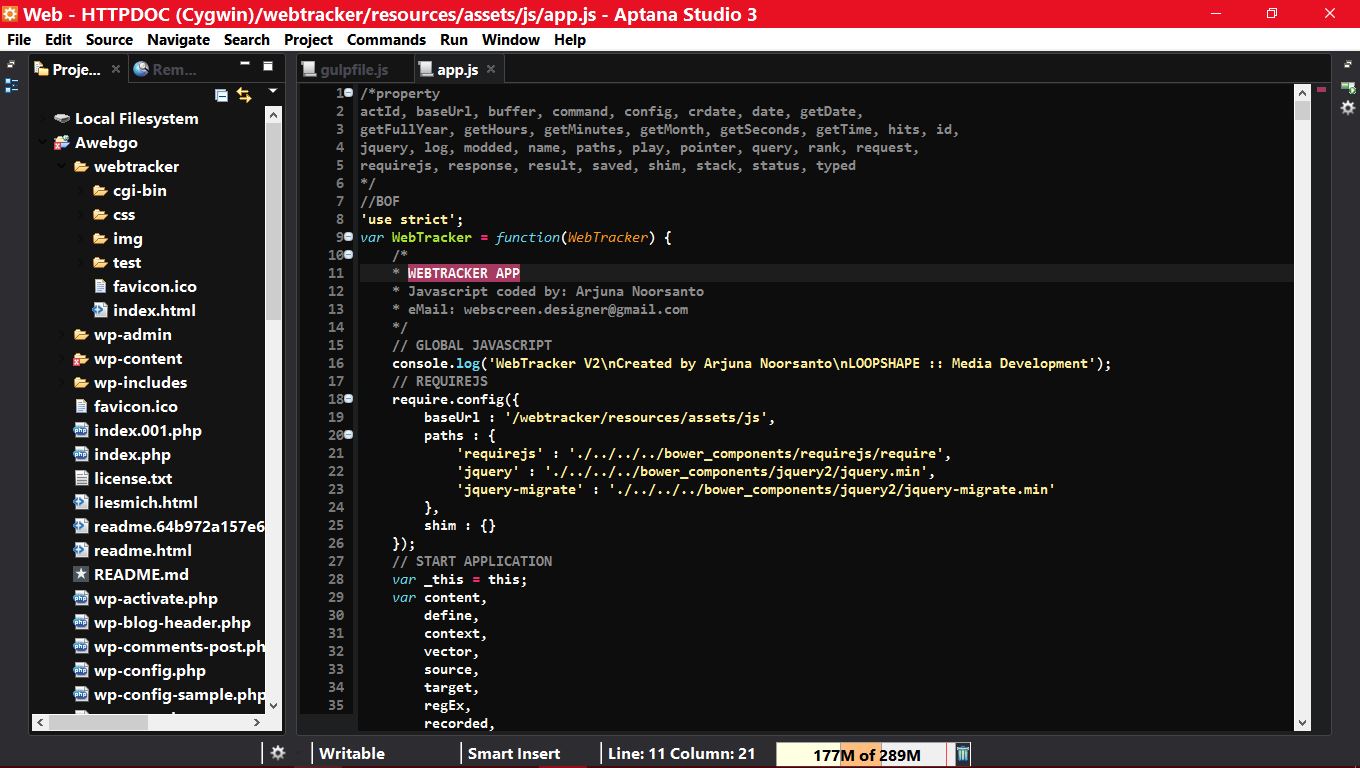 Web - HTTPDOC (Cygwin)/webtracker/resources/assets/js/app.js - Aptana Studio 3
File Edit Source Navigate Search Project Commands Run Window Help
Proje... Rem...
Local Filesystem
Awebgo
webtracker
cgi-bin
css
img
test
favicon.ico
index.html
wp-admin
wp-content
wp-includes
favicon.ico
index.001.php
index.php
license.txt
liesmich.html
readme.64b972a157e6
readme.html
README.md
wp-activate.php
wp-blog-header.php
wp-comments-post.ph
wp-config.php
wp-config-sample.php
gulpfile.js app.js
1 /*property
2 actId, baseUrl, buffer, command, config, crdate, date, getDate,
3 getFullYear, getHours, getMinutes, getMonth, getSeconds, getTime, hits, id,
4 jquery, log, modded, name, paths, play, pointer, query, rank, request,
5 requirejs, response, result, saved, shim, stack, status, typed
6 */
7 //BOF
8 'use strict';
9 var WebTracker = function(WebTracker) {
10 /*
11 * WEBTRACKER APP
12 * Javascript coded by: Arjuna Noorsanto
13 * eMail: webscreen.designer@gmail.com
14 */
15 // GLOBAL JAVASCRIPT
16 console.log('WebTracker V2\nCreated by Arjuna Noorsanto\nLOOPSHAPE :: Media Development');
17 // REQUIREJS
18 require.config({
19 baseUrl : '/webtracker/resources/assets/js',
20 paths : {
21 'requirejs' : './../../../bower_components/requirejs/require',
22 'jquery' : './../../../bower_components/jquery2/jquery.min',
23 'jquery-migrate' : './../../../bower_components/jquery2/jquery-migrate.min'
24 },
25 shim : {}
26 });
27 // START APPLICATION
28 var _this = this;
29 var content,
30 define,
31 context,
32 vector,
33 source,
34 target,
35 regEx,
recorded,
Writable Smart Insert Line: 11 Column: 21 177M of 289M